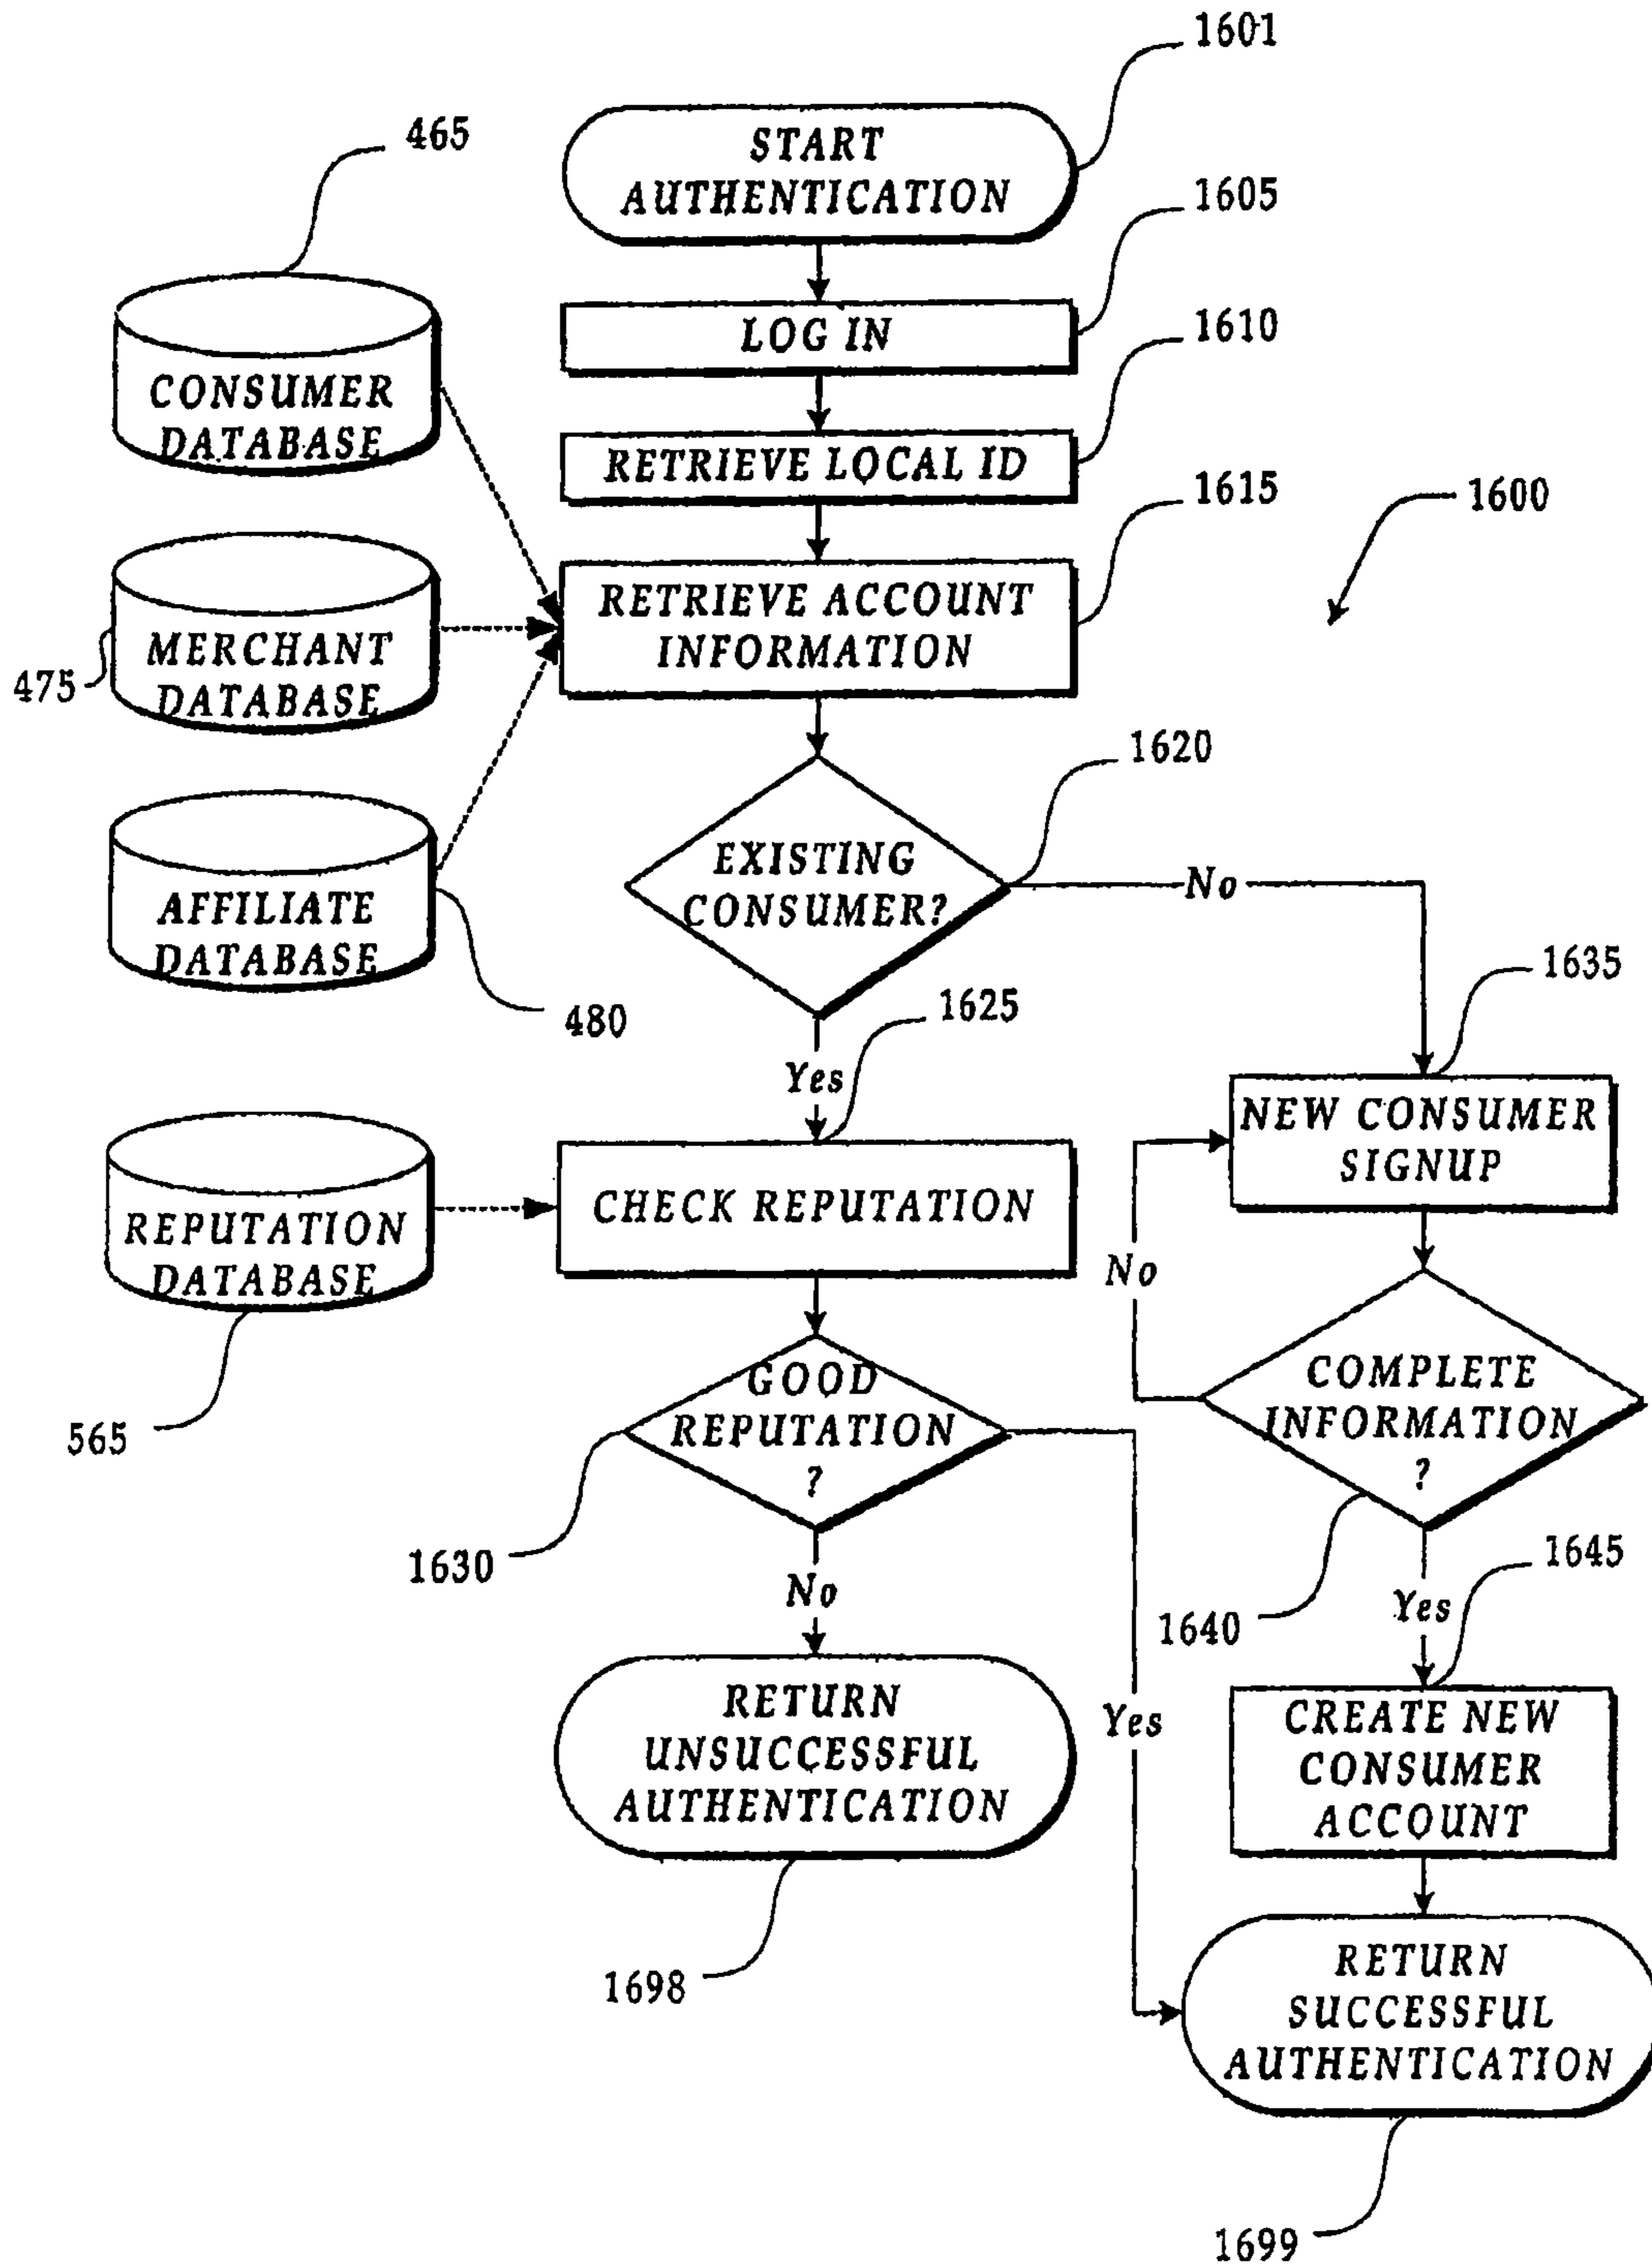 1601
START
AUTHENTICATION
465
1605
LOG IN
1610
CONSUMER
DATABASE
RETRIEVE LOCAL ID
1615
1600
RETRIEVE ACCOUNT
INFORMATION
MERCHANT
DATABASE
475
1620
EXISTING
CONSUMER?
No
AFFILIATE
DATABASE
480
1635
1625
Yes
NEW CONSUMER
SIGNUP
CHECK REPUTATION
REPUTATION
DATABASE
No
565
GOOD
REPUTATION
?
COMPLETE
INFORMATION
?
1630
No
1645
1640
Yes
RETURN
UNSUCCESSFUL
AUTHENTICATION
Yes
CREATE NEW
CONSUMER
ACCOUNT
1698
RETURN
SUCCESSFUL
AUTHENTICATION
1699